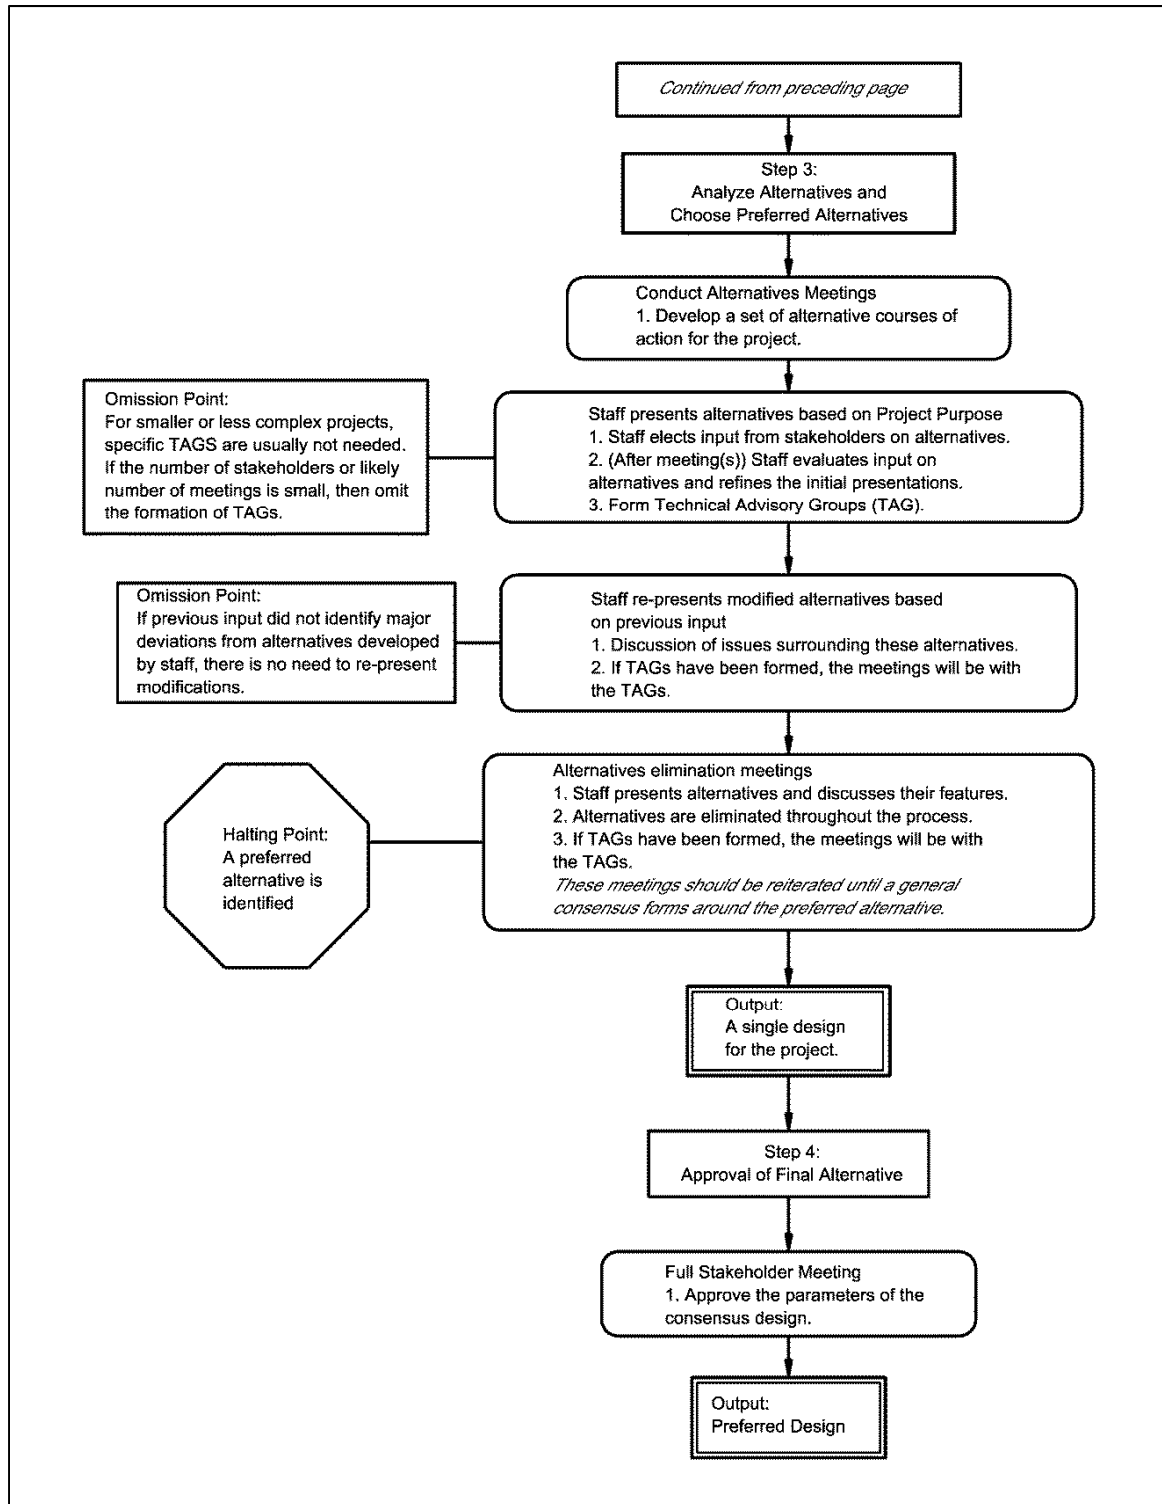 Continued from preceding page
Step 3:
Analyze Alternatives and
Choose Preferred Alternatives
Conduct Alternatives Meetings
1. Develop a set of alternative courses of
action for the project.
Omission Point:
For smaller or less complex projects,
specific TAGS are usually not needed.
If the number of stakeholders or likely
number of meetings is small, then omit
the formation of TAGs.
Staff presents alternatives based on Project Purpose
1. Staff elects input from stakeholders on alternatives.
2. (After meeting(s)) Staff evaluates input on
alternatives and refines the initial presentations.
3. Form Technical Advisory Groups (TAG).
Omission Point:
If previous input did not identify major
deviations from alternatives developed
by staff, there is no need to re-present
modifications.
Staff re-presents modified alternatives based
on previous input
1. Discussion of issues surrounding these alternatives.
2. If TAGs have been formed, the meetings will be with
the TAGs.
Halting Point:
A preferred
alternative is
identified
Alternatives elimination meetings
1. Staff presents alternatives and discusses their features.
2. Alternatives are eliminated throughout the process.
3. If TAGs have been formed, the meetings will be with
the TAGs.
These meetings should be reiterated until a general
consensus forms around the preferred alternative.
Output:
A single design
for the project.
Step 4:
Approval of Final Alternative
Full Stakeholder Meeting
1. Approve the parameters of the
consensus design.
Output:
Preferred Design